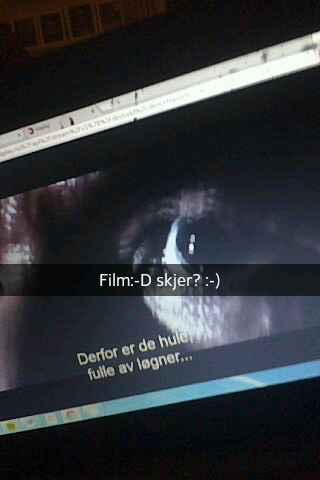 Film:-D skjer? :-)
Derfor er de hule,
fulle av løgner...